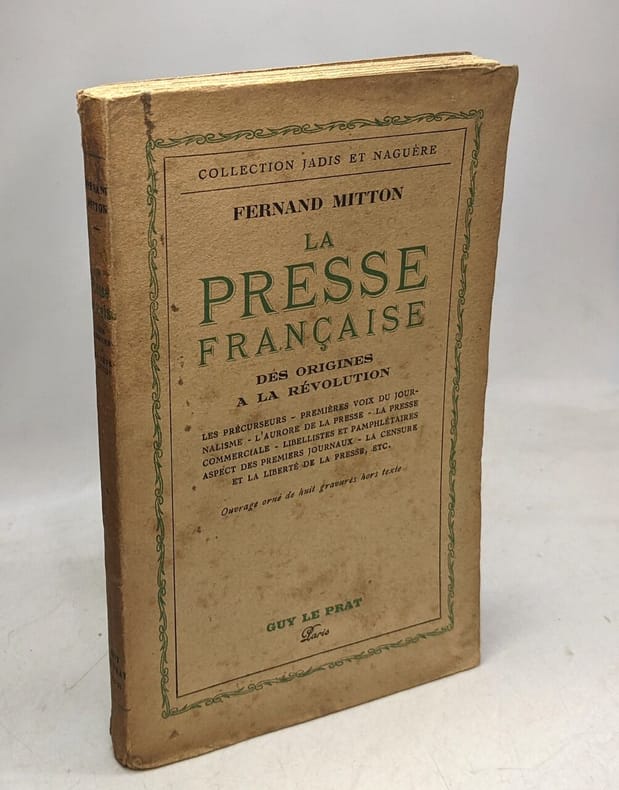 COLLECTION JADIS ET NAGUÈRE
FERNAND MITTON
LA
PRESSE
FRANÇAISE
DES ORIGINES
A LA RÉVOLUTION
LES PRÉCURSEURS - PREMIÈRES VOIX DU JOUR-
NALISME - L'AURORE DE LA PRESSE - LA PRESSE
COMMERCIALE - LIBELLISTES ET PAMPHLÉTAIRES
ASPECT DES PREMIERS JOURNAUX - LA CENSURE
ET LA LIBERTÉ DE LA PRESSE, ETC.
Ouvrage orné de huit gravures hors texte
GUY LE PRAT
Paris